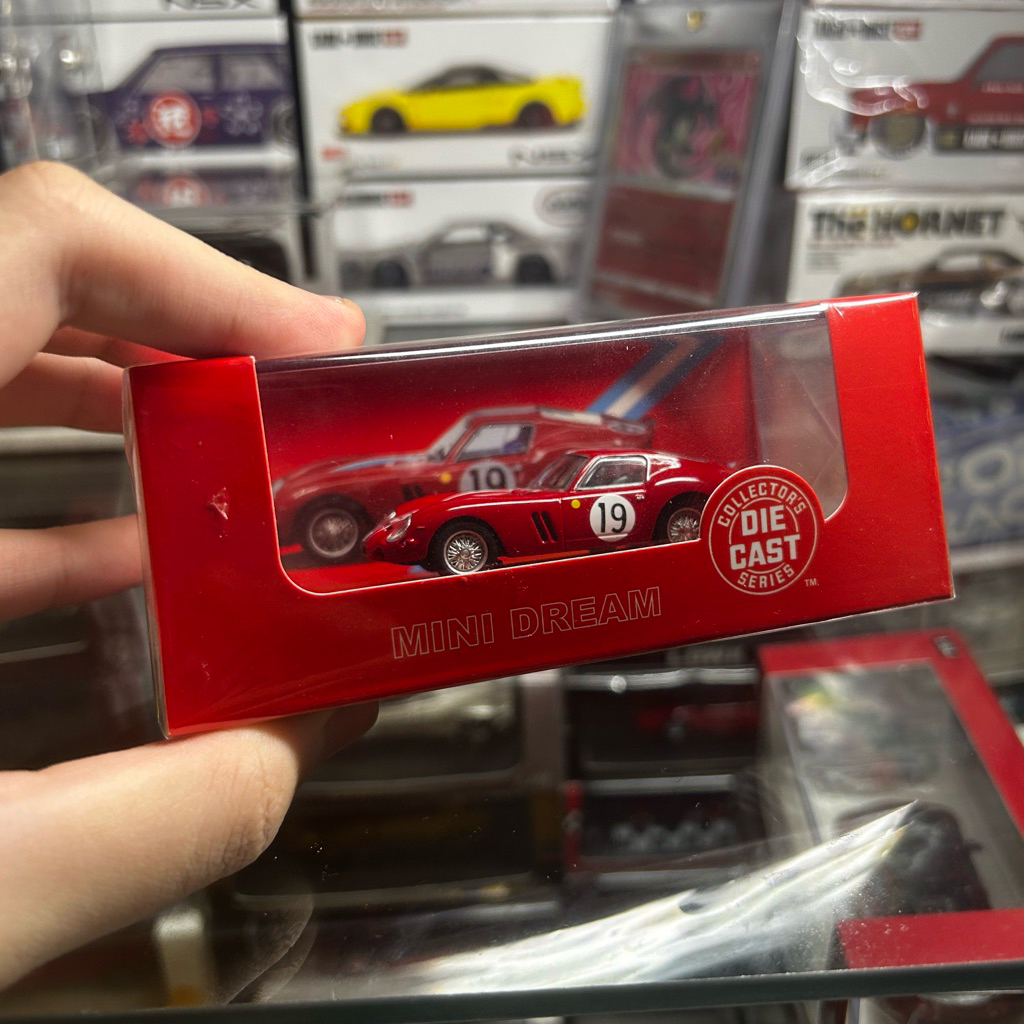 THE HORNET
19
19
COLLECTOR'S
DIE
CAST
SERIES
TM
MINI DREAM